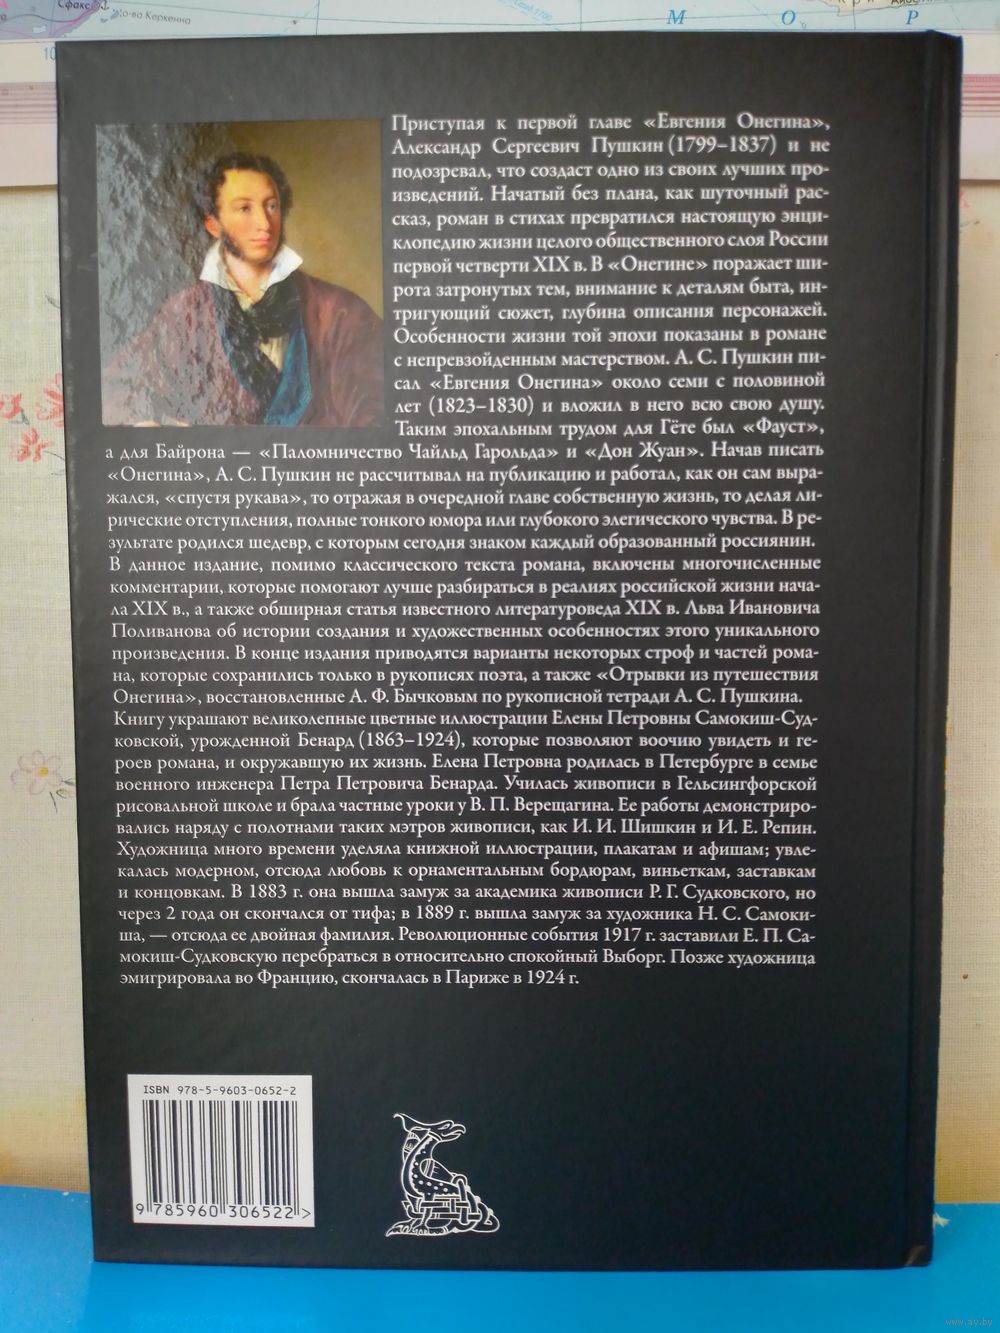 Сфакс
о-ва Керкенна
М О Р
10
Приступая к первой главе «Евгения Онегина»,
Александр Сергеевич Пушкин (1799–1837) и не
подозревал, что создаст одно из своих лучших про-
изведений. Начатый без плана, как шуточный рас-
сказ, роман в стихах превратился настоящую энци-
клопедию жизни целого общественного слоя России
первой четверти XIX в. В «Онегине» поражает ши-
рота затронутых тем, внимание к деталям быта, ин-
тригующий сюжет, глубина описания персонажей.
Особенности жизни той эпохи показаны в романе
с непревзойденным мастерством. А. С. Пушкин пи-
сал «Евгения Онегина» около семи с половиной
лет (1823–1830) и вложил в него всю свою душу.
Таким эпохальным трудом для Гёте был «Фауст»,
а для Байрона — «Паломничество Чайльд Гарольда» и «Дон Жуан». Начав писать
«Онегина», А. С. Пушкин не рассчитывал на публикацию и работал, как он сам выра-
жался, «спустя рукава», то отражая в очередной главе собственную жизнь, то делая ли-
рические отступления, полные тонкого юмора или глубокого элегического чувства. В ре-
зультате родился шедевр, с которым сегодня знаком каждый образованный россиянин.
В данное издание, помимо классического текста романа, включены многочисленные
комментарии, которые помогают лучше разбираться в реалиях российской жизни нача-
ла XIX в., а также обширная статья известного литературоведа XIX в. Льва Ивановича
Поливанова об истории создания и художественных особенностях этого уникального
произведения. В конце издания приводятся варианты некоторых строф и частей рома-
на, которые сохранились только в рукописях поэта, а также «Отрывки из путешествия
Онегина», восстановленные А. Ф. Бычковым по рукописной тетради А. С. Пушкина.
Книгу украшают великолепные цветные иллюстрации Елены Петровны Самокиш-Суд-
ковской, урожденной Бенард (1863–1924), которые позволяют воочию увидеть и ге-
роев романа, и окружавшую их жизнь. Елена Петровна родилась в Петербурге в семье
военного инженера Петра Петровича Бенарда. Училась живописи в Гельсингфорской
рисовальной школе и брала частные уроки у В. П. Верещагина. Ее работы демонстриро-
вались наряду с полотнами таких мэтров живописи, как И. И. Шишкин и И. Е. Репин.
Художница много времени уделяла книжной иллюстрации, плакатам и афишам; увле-
калась модерном, отсюда любовь к орнаментальным бордюрам, виньеткам, заставкам
и концовкам. В 1883 г. она вышла замуж за академика живописи Р. Г. Судковского, но
через 2 года он скончался от тифа; в 1889 г. вышла замуж за художника Н. С. Самоки-
ша, — отсюда ее двойная фамилия. Революционные события 1917 г. заставили Е. П. Са-
мокиш-Судковскую перебраться в относительно спокойный Выборг. Позже художница
эмигрировала во Францию, скончалась в Париже в 1924 г.
ISBN 978-5-9603-0652-2
9 785960 306522 >
www.ay.by